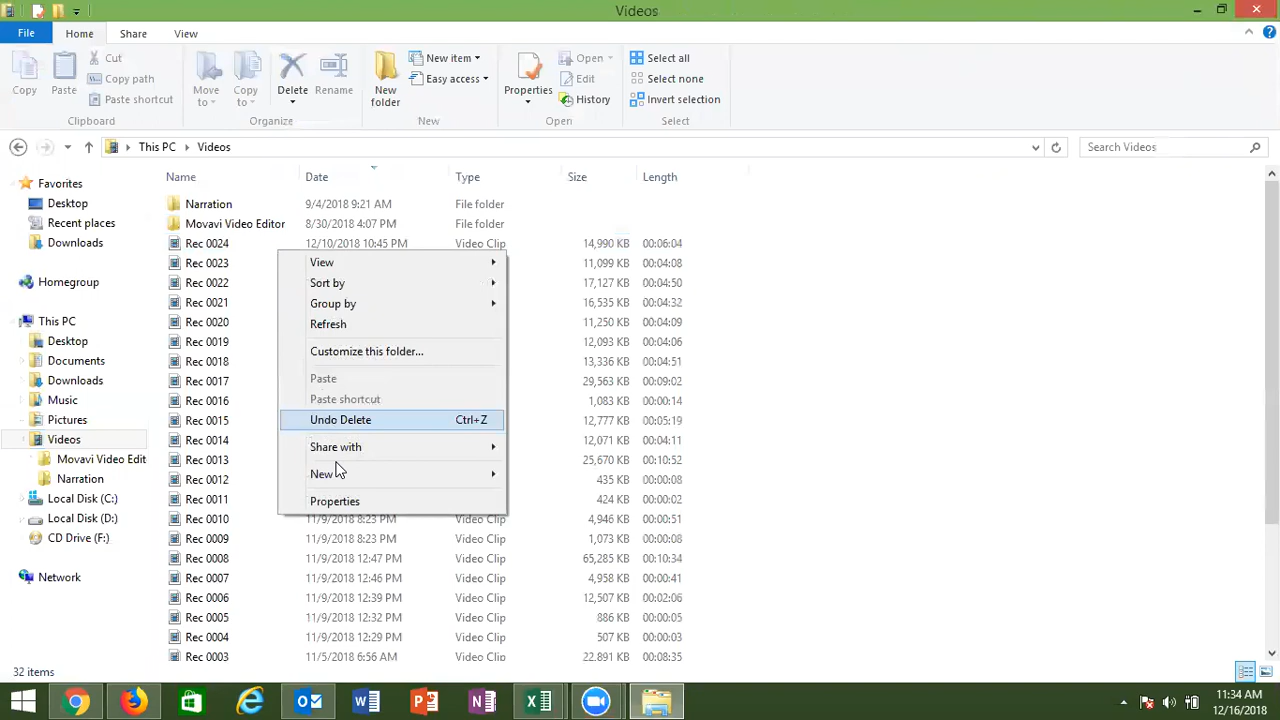 Videos
File Home Share View
Copy Paste Cut Copy path Paste shortcut Move to Copy to Delete Rename New folder New item Easy access Properties Open Edit History Select all Select none Invert selection
Clipboard Organize New Open Select
This PC Videos Search Videos
Name Date Type Size Length
Favorites
Desktop
Recent places
Downloads
Homegroup
This PC
Desktop
Documents
Downloads
Music
Pictures
Videos
Movavi Video Edit
Narration
Local Disk (C:)
Local Disk (D:)
CD Drive (F:)
Network
Narration 9/4/2018 9:21 AM File folder
Movavi Video Editor 8/30/2018 4:07 PM File folder
Rec 0024 12/10/2018 10:45 PM Video Clip 14,990 KB 00:06:04
Rec 0023 11,099 KB 00:04:08
Rec 0022 17,127 KB 00:04:50
Rec 0021 16,535 KB 00:04:32
Rec 0020 11,250 KB 00:04:09
Rec 0019 12,093 KB 00:04:06
Rec 0018 13,336 KB 00:04:51
Rec 0017 29,563 KB 00:09:02
Rec 0016 1,083 KB 00:00:14
Rec 0015 12,777 KB 00:05:19
Rec 0014 12,071 KB 00:04:11
Rec 0013 25,670 KB 00:10:52
Rec 0012 435 KB 00:00:08
Rec 0011 424 KB 00:00:02
Rec 0010 11/9/2018 8:23 PM Video Clip 4,946 KB 00:00:51
Rec 0009 11/9/2018 8:23 PM Video Clip 1,073 KB 00:00:08
Rec 0008 11/9/2018 12:47 PM Video Clip 65,285 KB 00:10:34
Rec 0007 11/9/2018 12:46 PM Video Clip 4,958 KB 00:00:41
Rec 0006 11/9/2018 12:39 PM Video Clip 12,507 KB 00:02:06
Rec 0005 11/9/2018 12:31 PM Video Clip 886 KB 00:00:05
Rec 0004 11/9/2018 12:29 PM Video Clip 507 KB 00:00:03
Rec 0003 11/5/2018 6:56 AM Video Clip 22,891 KB 00:08:35
View
Sort by
Group by
Refresh
Customize this folder...
Paste
Paste shortcut
Undo Delete Ctrl+Z
Share with
New
Properties
32 items
11:34 AM
12/16/2018